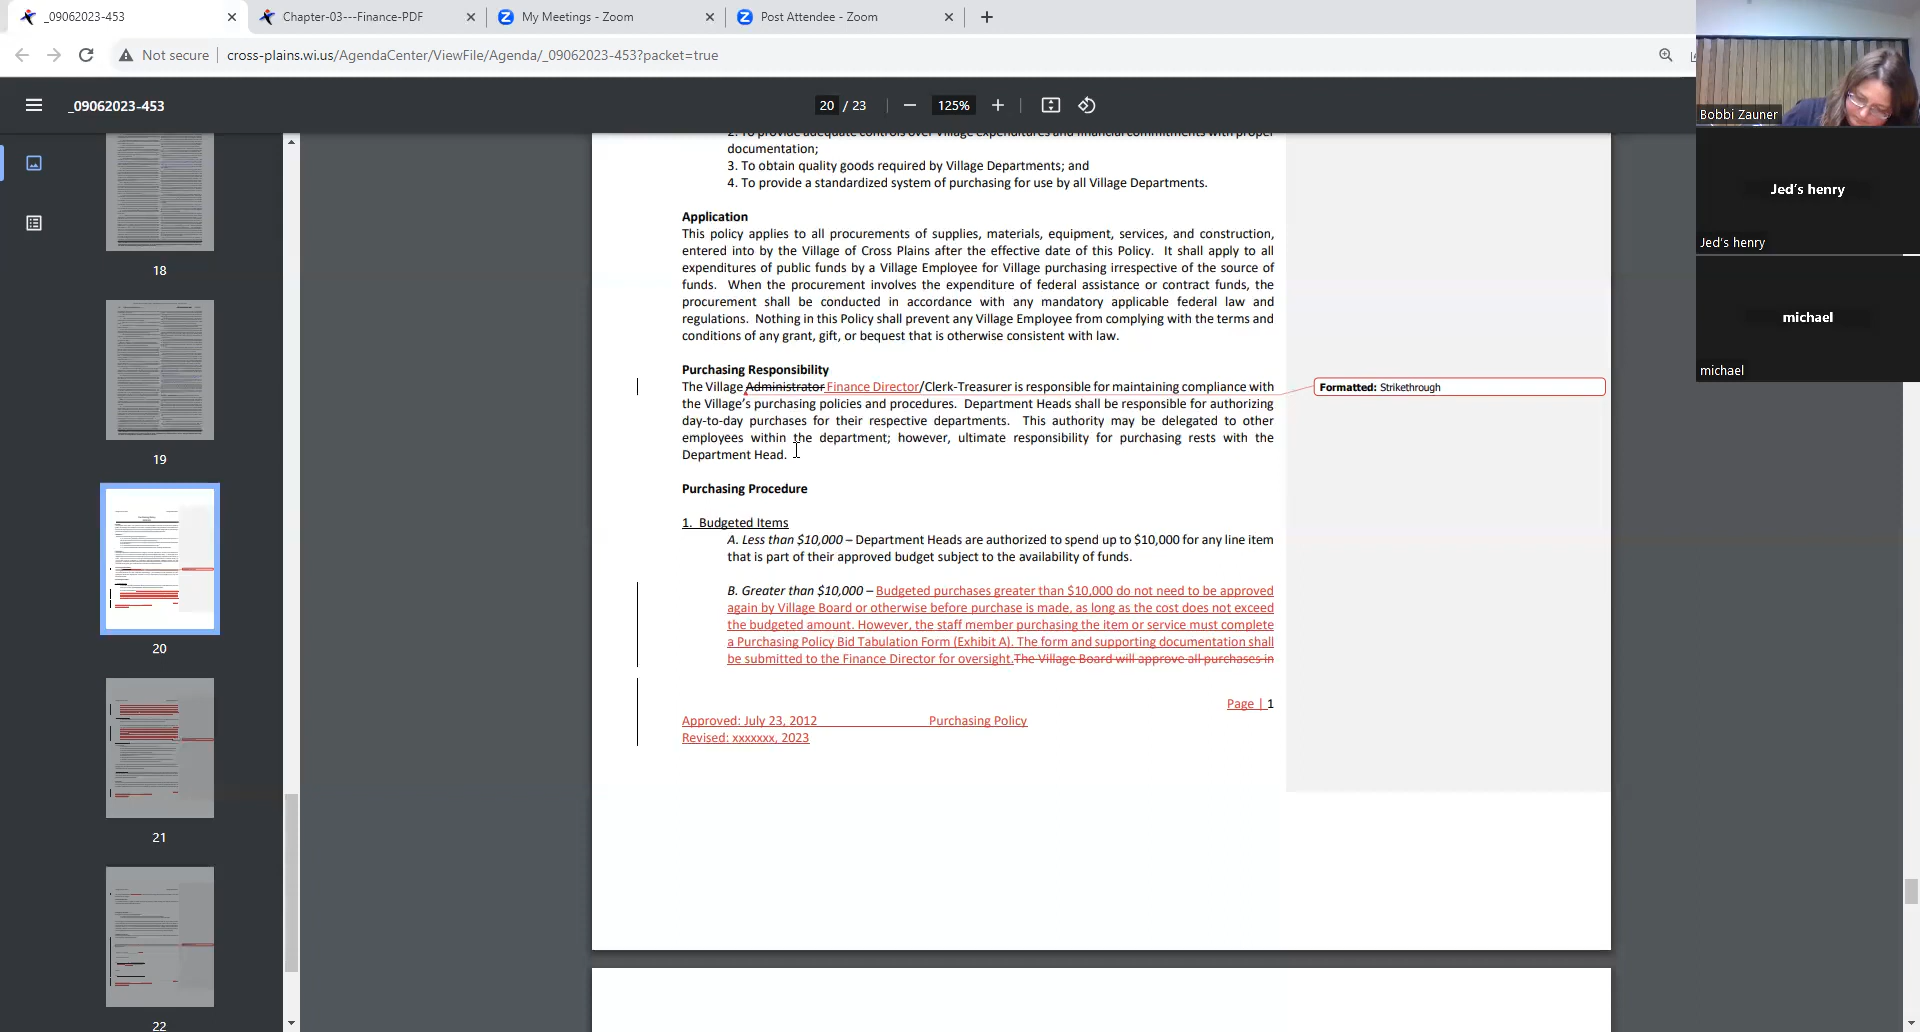 _09062023-453
Chapter-03---Finance-PDF
My Meetings - Zoom
Post Attendee - Zoom
Not secure
cross-plains.wi.us/AgendaCenter/ViewFile/Agenda/_09062023-453?packet=true
_09062023-453
20 / 23
125%
Bobbi Zauner
Jed's henry
Jed's henry
michael
michael
18
19
20
21
22
2. To provide adequate controls over Village expenditures and financial commitments with proper
documentation;
3. To obtain quality goods required by Village Departments; and
4. To provide a standardized system of purchasing for use by all Village Departments.
Application
This policy applies to all procurements of supplies, materials, equipment, services, and construction,
entered into by the Village of Cross Plains after the effective date of this Policy. It shall apply to all
expenditures of public funds by a Village Employee for Village purchasing irrespective of the source of
funds. When the procurement involves the expenditure of federal assistance or contract funds, the
procurement shall be conducted in accordance with any mandatory applicable federal law and
regulations. Nothing in this Policy shall prevent any Village Employee from complying with the terms and
conditions of any grant, gift, or bequest that is otherwise consistent with law.
Purchasing Responsibility
The Village Administrator Finance Director/Clerk-Treasurer is responsible for maintaining compliance with
the Village's purchasing policies and procedures. Department Heads shall be responsible for authorizing
day-to-day purchases for their respective departments. This authority may be delegated to other
employees within the department; however, ultimate responsibility for purchasing rests with the
Department Head.
Formatted: Strikethrough
Purchasing Procedure
1. Budgeted Items
A. Less than $10,000 – Department Heads are authorized to spend up to $10,000 for any line item
that is part of their approved budget subject to the availability of funds.
B. Greater than $10,000 – Budgeted purchases greater than $10,000 do not need to be approved
again by Village Board or otherwise before purchase is made, as long as the cost does not exceed
the budgeted amount. However, the staff member purchasing the item or service must complete
a Purchasing Policy Bid Tabulation Form (Exhibit A). The form and supporting documentation shall
be submitted to the Finance Director for oversight.The Village Board will approve all purchases in
Page | 1
Approved: July 23, 2012 Purchasing Policy
Revised: xxxxxxx, 2023